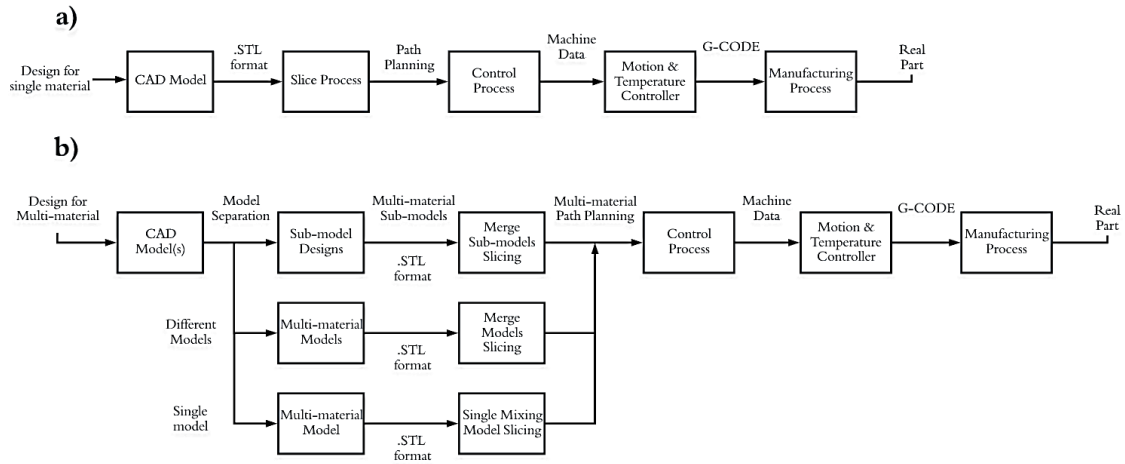 a)
Design for
single material
CAD Model
.STL
format
Slice Process
Path
Planning
Control
Process
Machine
Data
Motion &
Temperature
Controller
G-CODE
Manufacturing
Process
Real
Part
b)
Design for
Multi-material
CAD
Model(s)
Model
Separation
Sub-model
Designs
Multi-material
Sub-models
.STL
format
Merge
Sub-models
Slicing
Multi-material
Path Planning
Control
Process
Machine
Data
Motion &
Temperature
Controller
G-CODE
Manufacturing
Process
Real
Part
Different
Models
Multi-material
Models
.STL
format
Merge
Models
Slicing
Single
model
Multi-material
Model
.STL
format
Single Mixing
Model Slicing